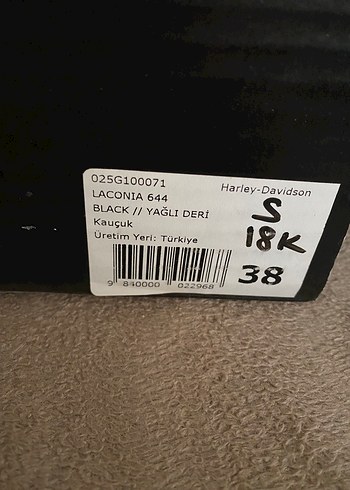 025G100071
Harley-Davidson
LACONIA 644
BLACK // YAĞLI DERİ
Kauçuk
Üretim Yeri: Türkiye
S
18K
38
9 840000 022968